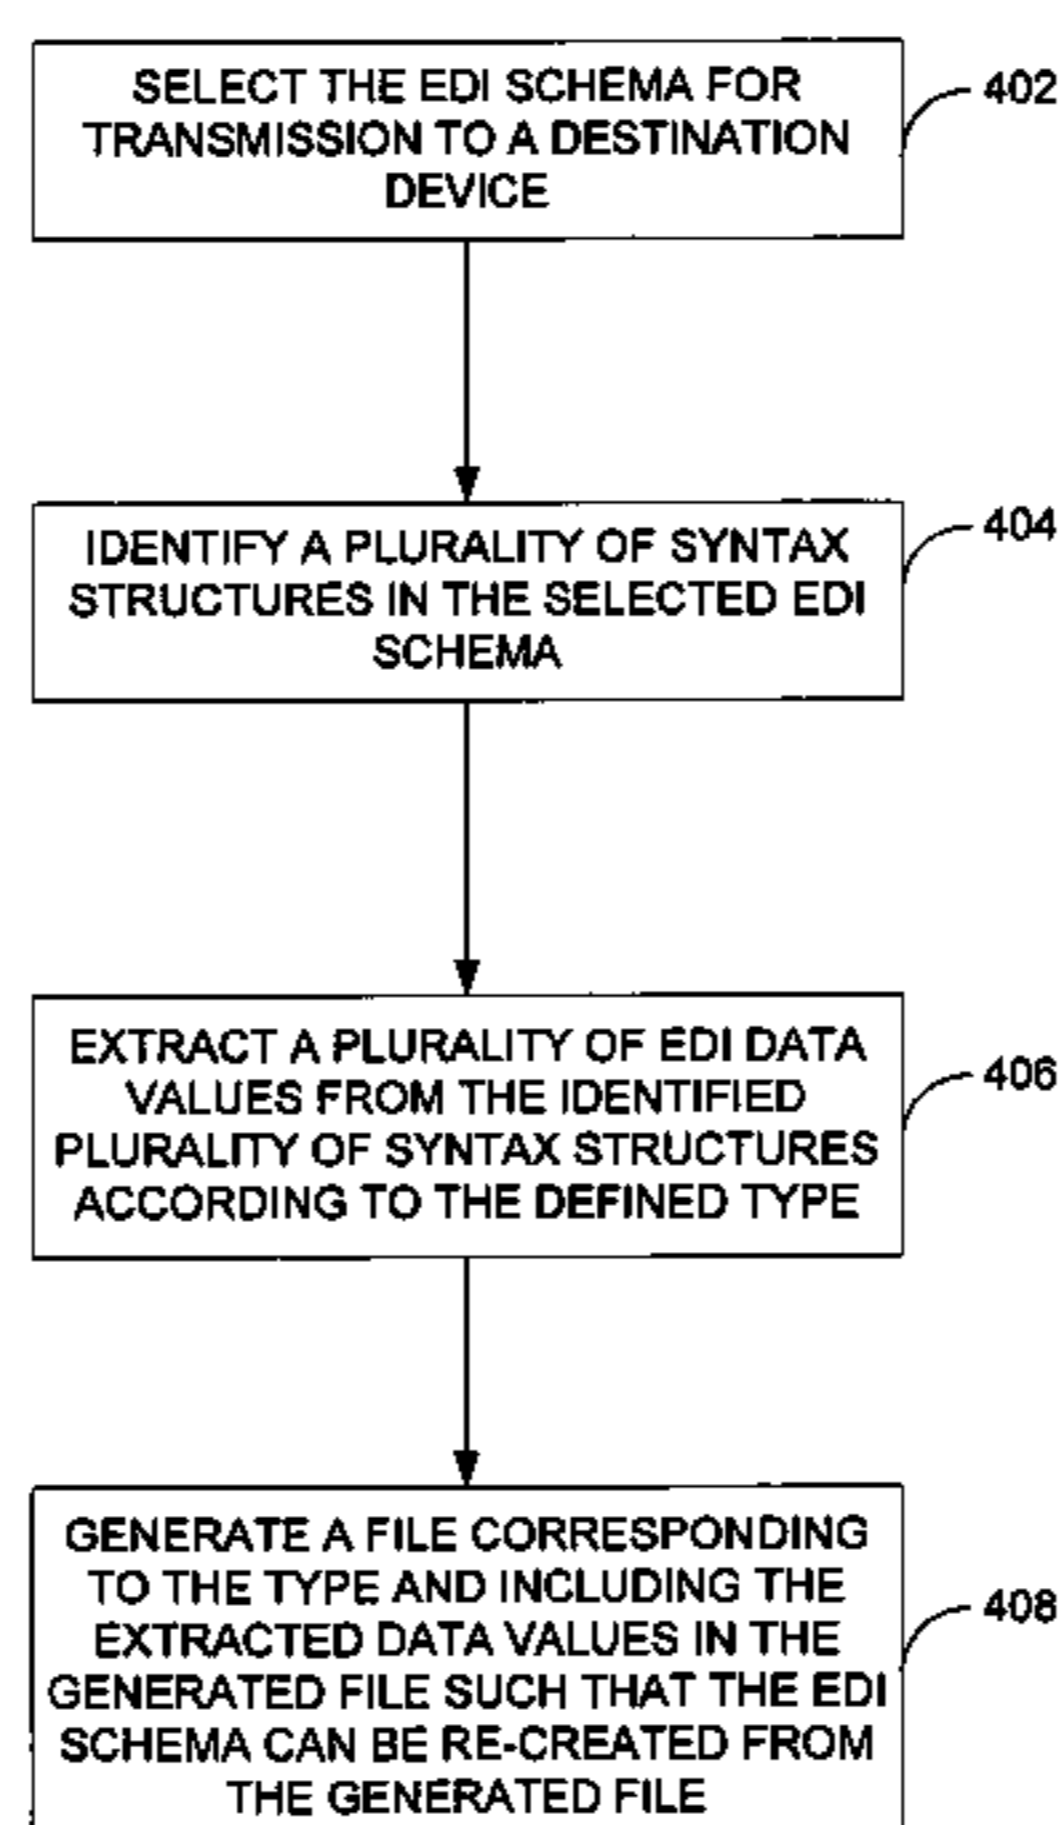 SELECT THE EDI SCHEMA FOR
TRANSMISSION TO A DESTINATION
DEVICE
402
IDENTIFY A PLURALITY OF SYNTAX
STRUCTURES IN THE SELECTED EDI
SCHEMA
404
EXTRACT A PLURALITY OF EDI DATA
VALUES FROM THE IDENTIFIED
PLURALITY OF SYNTAX STRUCTURES
ACCORDING TO THE DEFINED TYPE
406
GENERATE A FILE CORRESPONDING
TO THE TYPE AND INCLUDING THE
EXTRACTED DATA VALUES IN THE
GENERATED FILE SUCH THAT THE EDI
SCHEMA CAN BE RE-CREATED FROM
THE GENERATED FILE
408